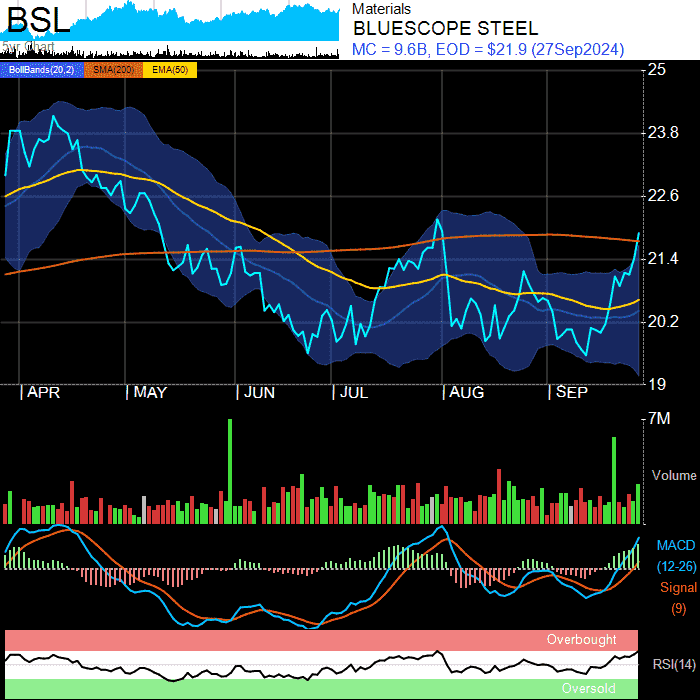 BSL
5yr Chart
Materials
BLUESCOPE STEEL
MC = 9.6B, EOD = $21.9 (27Sep2024)
BollBands(20,2) SMA(200) EMA(50)
25
23.8
22.6
21.4
20.2
19
APR MAY JUN JUL AUG SEP
7M
Volume
MACD
(12-26)
Signal
(9)
Overbought
RSI(14)
Oversold